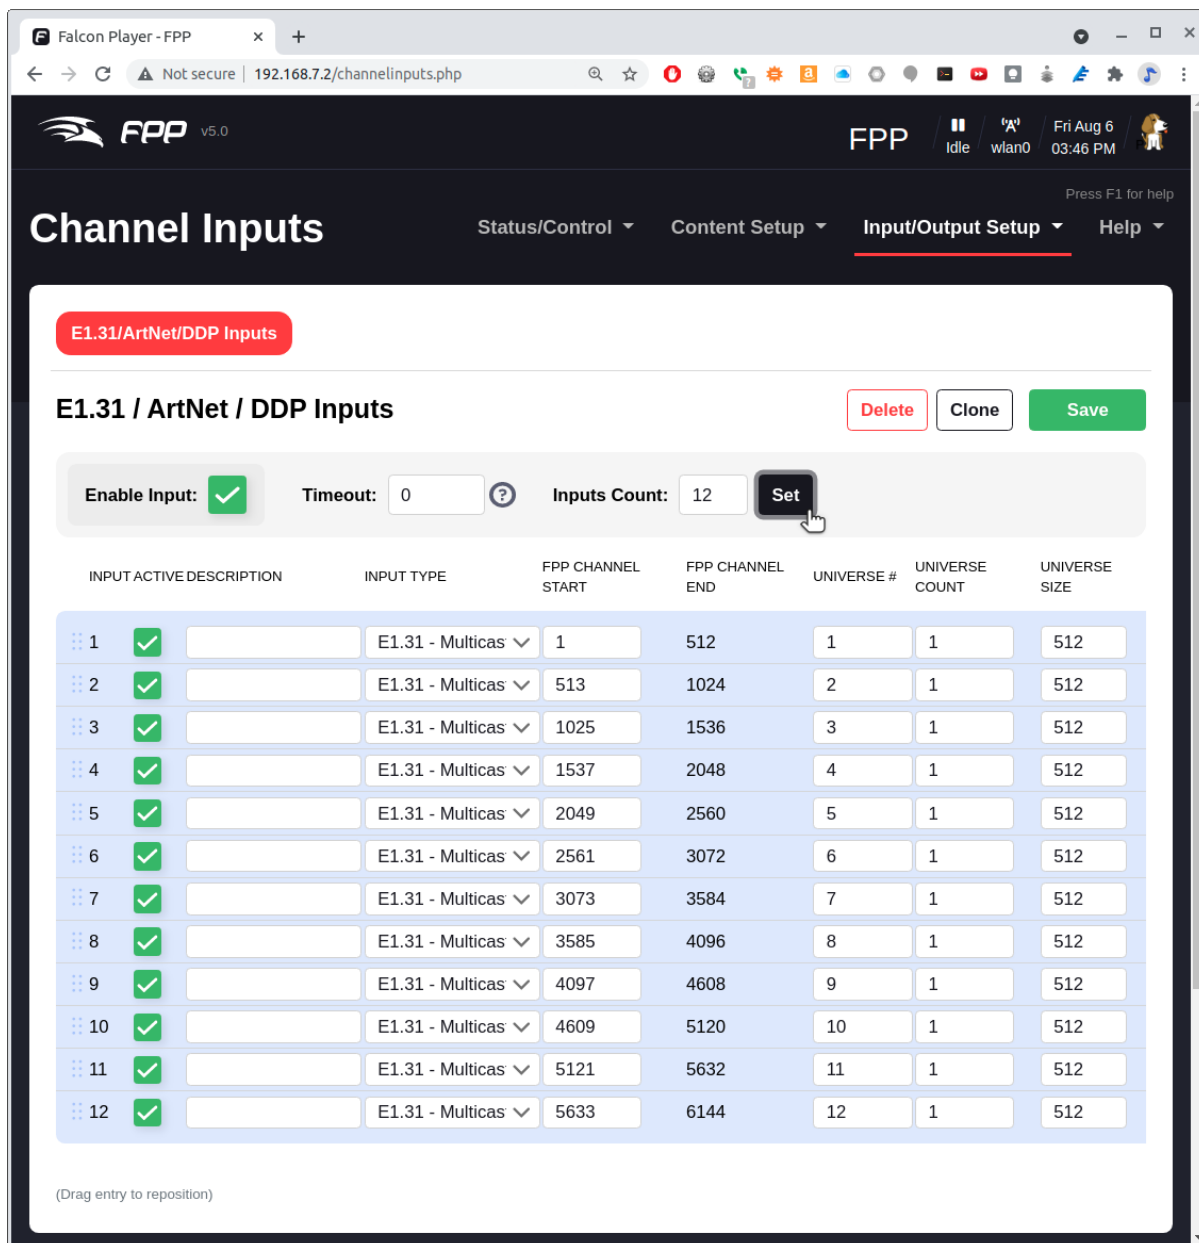 Falcon Player - FPP
Not secure | 192.168.7.2/channelinputs.php
FPP v5.0
FPP
Idle
wlan0
Fri Aug 6
03:46 PM
Press F1 for help
Channel Inputs
Status/Control
Content Setup
Input/Output Setup
Help
E1.31/ArtNet/DDP Inputs
E1.31 / ArtNet / DDP Inputs
Delete
Clone
Save
Enable Input:
Timeout: 0
Inputs Count: 12
Set
INPUT ACTIVE DESCRIPTION INPUT TYPE FPP CHANNEL START FPP CHANNEL END UNIVERSE # UNIVERSE COUNT UNIVERSE SIZE
1 E1.31 - Multicas 1 512 1 1 512
2 E1.31 - Multicas 513 1024 2 1 512
3 E1.31 - Multicas 1025 1536 3 1 512
4 E1.31 - Multicas 1537 2048 4 1 512
5 E1.31 - Multicas 2049 2560 5 1 512
6 E1.31 - Multicas 2561 3072 6 1 512
7 E1.31 - Multicas 3073 3584 7 1 512
8 E1.31 - Multicas 3585 4096 8 1 512
9 E1.31 - Multicas 4097 4608 9 1 512
10 E1.31 - Multicas 4609 5120 10 1 512
11 E1.31 - Multicas 5121 5632 11 1 512
12 E1.31 - Multicas 5633 6144 12 1 512
(Drag entry to reposition)